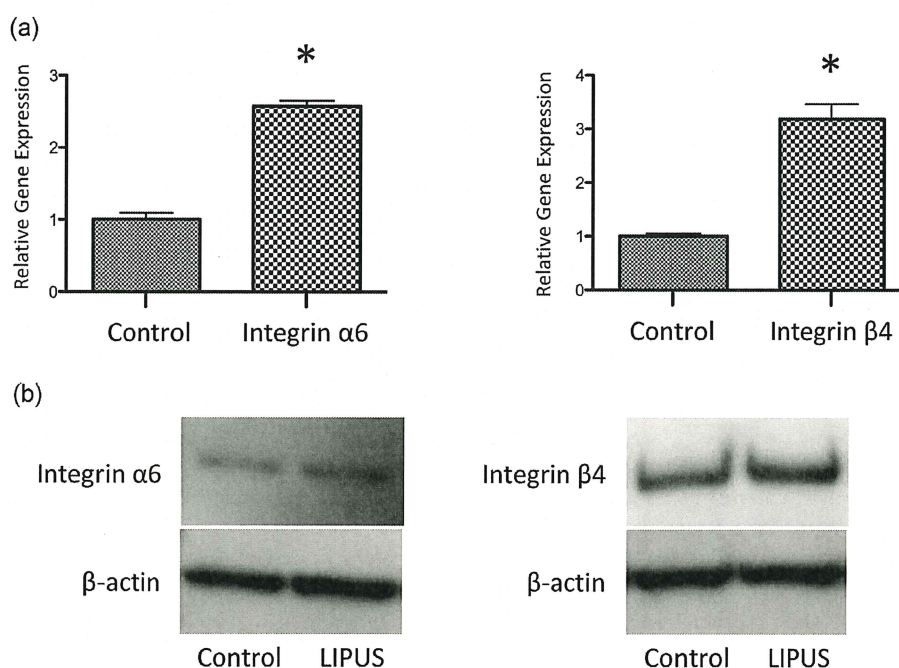 (a)
*
Relative Gene Expression
3
2
1
0
Control
Integrin α6
*
Relative Gene Expression
4
3
2
1
0
Control
Integrin β4
(b)
Integrin α6
β-actin
Control
LIPUS
Integrin β4
β-actin
Control
LIPUS